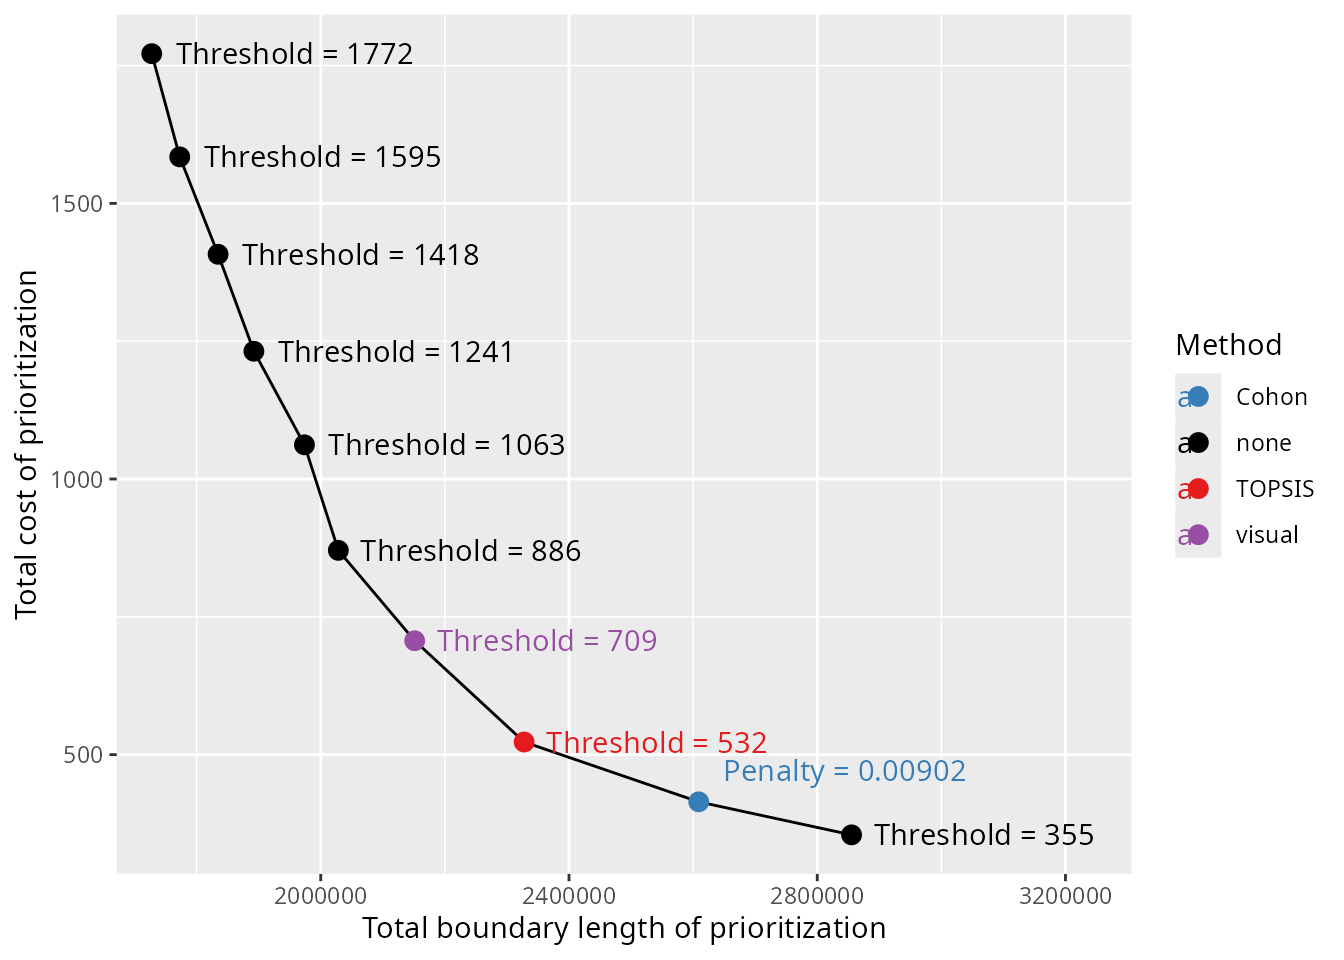 Threshold = 1772
Threshold = 1595
1500
Threshold = 1418
Threshold = 1241
Threshold = 1063
1000
Threshold = 886
Threshold = 709
Threshold = 532
500
Penalty = 0.00902
Threshold = 355
2000000
2400000
2800000
3200000
Total boundary length of prioritization
Total cost of prioritization
Method
a Cohon
a none
a TOPSIS
a visual